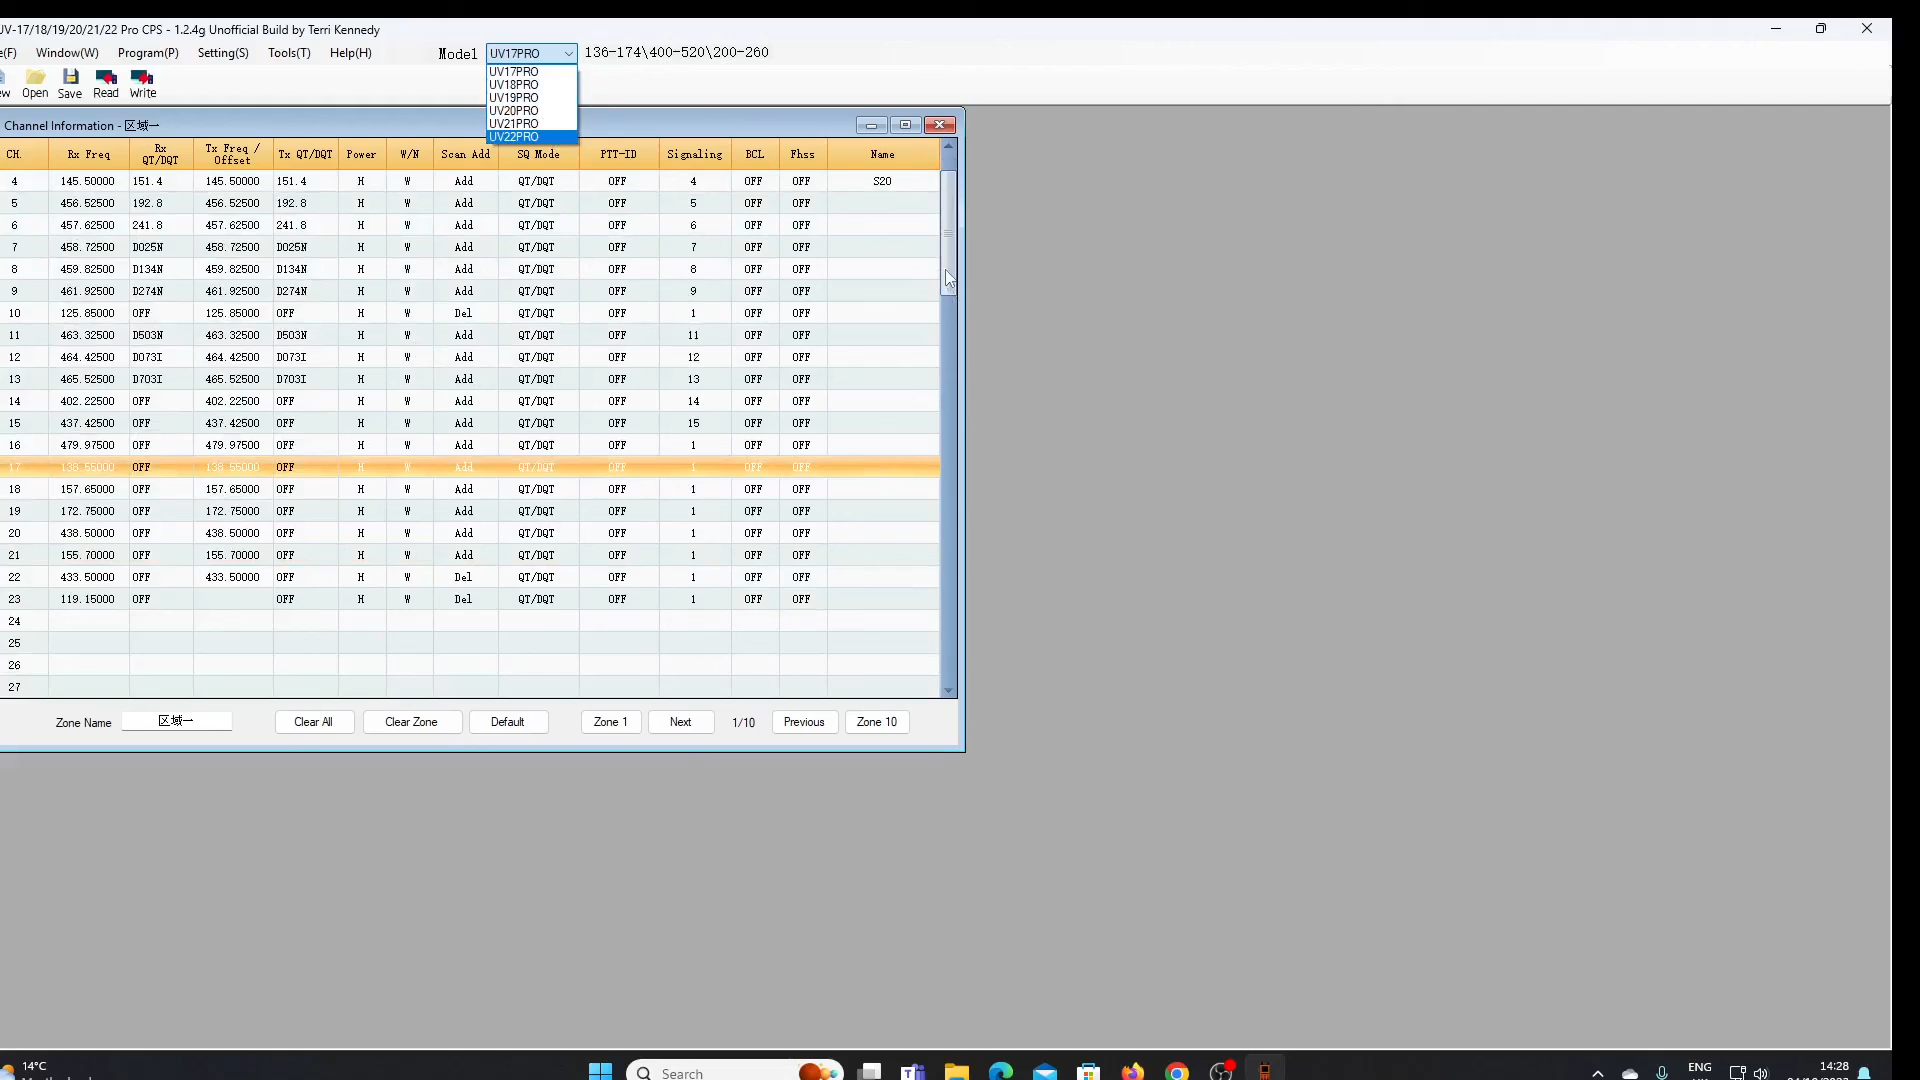 UV-17/18/19/20/21/22 Pro CPS - 1.2.4g Unofficial Build by Terri Kennedy
(F) Window(W) Program(P) Setting(S) Tools(T) Help(H) Model UV17PRO 136-174\400-520\200-260
UV17PRO
UV18PRO
UV19PRO
UV20PRO
UV21PRO
UV22PRO
Open Save Read Write
Channel Information - 区域一
CH. Rx Freq Rx QT/DQT Tx Freq / Offset Tx QT/DQT Power W/N Scan Add SQ Mode PTT-ID Signaling BCL Fhss Name
4 145.50000 151.4 145.50000 151.4 H W Add QT/DQT OFF 4 OFF OFF S20
5 456.52500 192.8 456.52500 192.8 H W Add QT/DQT OFF 5 OFF OFF
6 457.62500 241.8 457.62500 241.8 H W Add QT/DQT OFF 6 OFF OFF
7 458.72500 D025N 458.72500 D025N H W Add QT/DQT OFF 7 OFF OFF
8 459.82500 D134N 459.82500 D134N H W Add QT/DQT OFF 8 OFF OFF
9 461.92500 D274N 461.92500 D274N H W Add QT/DQT OFF 9 OFF OFF
10 125.85000 OFF 125.85000 OFF H W Del QT/DQT OFF 1 OFF OFF
11 463.32500 D503N 463.32500 D503N H W Add QT/DQT OFF 11 OFF OFF
12 464.42500 D073I 464.42500 D073I H W Add QT/DQT OFF 12 OFF OFF
13 465.52500 D703I 465.52500 D703I H W Add QT/DQT OFF 13 OFF OFF
14 402.22500 OFF 402.22500 OFF H W Add QT/DQT OFF 14 OFF OFF
15 437.42500 OFF 437.42500 OFF H W Add QT/DQT OFF 15 OFF OFF
16 479.97500 OFF 479.97500 OFF H W Add QT/DQT OFF 1 OFF OFF
17 138.55000 OFF 138.55000 OFF H W Add QT/DQT OFF 1 OFF OFF
18 157.65000 OFF 157.65000 OFF H W Add QT/DQT OFF 1 OFF OFF
19 172.75000 OFF 172.75000 OFF H W Add QT/DQT OFF 1 OFF OFF
20 438.50000 OFF 438.50000 OFF H W Add QT/DQT OFF 1 OFF OFF
21 155.70000 OFF 155.70000 OFF H W Add QT/DQT OFF 1 OFF OFF
22 433.50000 OFF 433.50000 OFF H W Del QT/DQT OFF 1 OFF OFF
23 119.15000 OFF OFF H W Del QT/DQT OFF 1 OFF OFF
24
25
26
27
Zone Name 区域一 Clear All Clear Zone Default Zone 1 Next 1/10 Previous Zone 10
14°C
Search
ENG
14:28